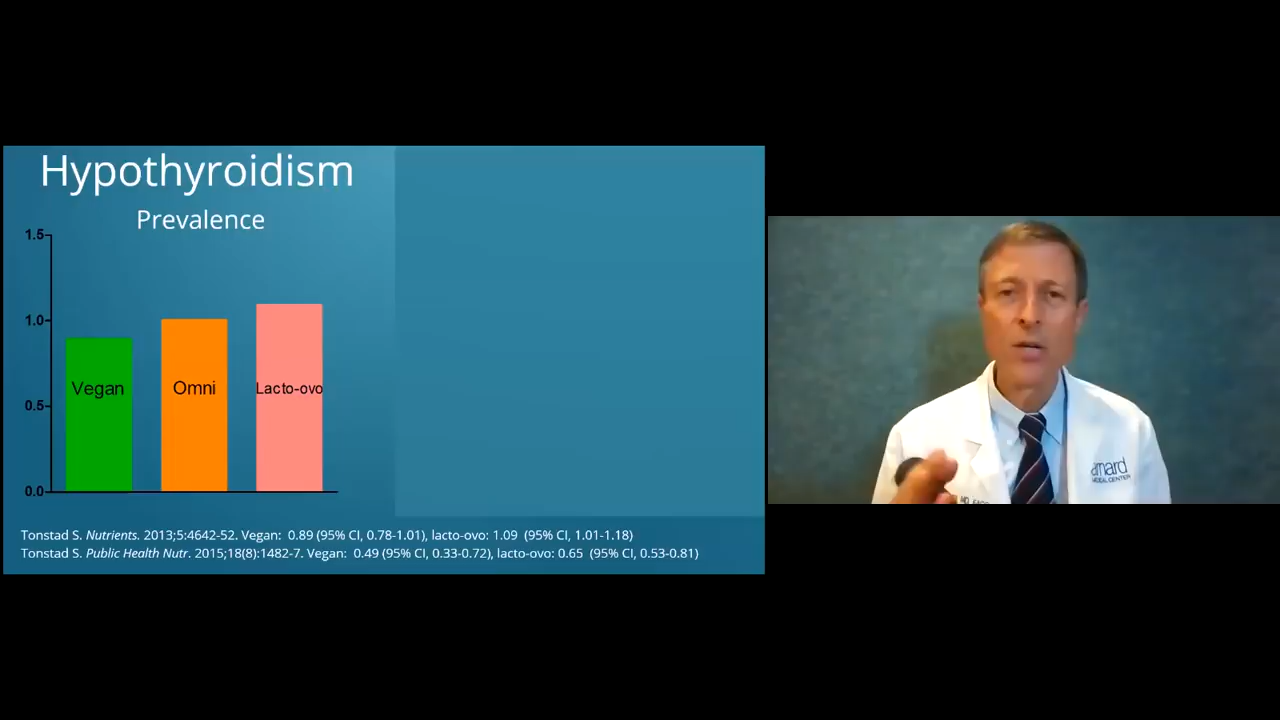 Hypothyroidism
Prevalence
1.5
1.0
0.5
0.0
Vegan
Omni
Lacto-ovo
Tonstad S. Nutrients. 2013;5:4642-52. Vegan:  0.89 (95% CI, 0.78-1.01), lacto-ovo: 1.09  (95% CI, 1.01-1.18)
Tonstad S. Public Health Nutr. 2015;18(8):1482-7. Vegan:  0.49 (95% CI, 0.33-0.72), lacto-ovo: 0.65  (95% CI, 0.53-0.81)
arnard
MEDICAL CENTER